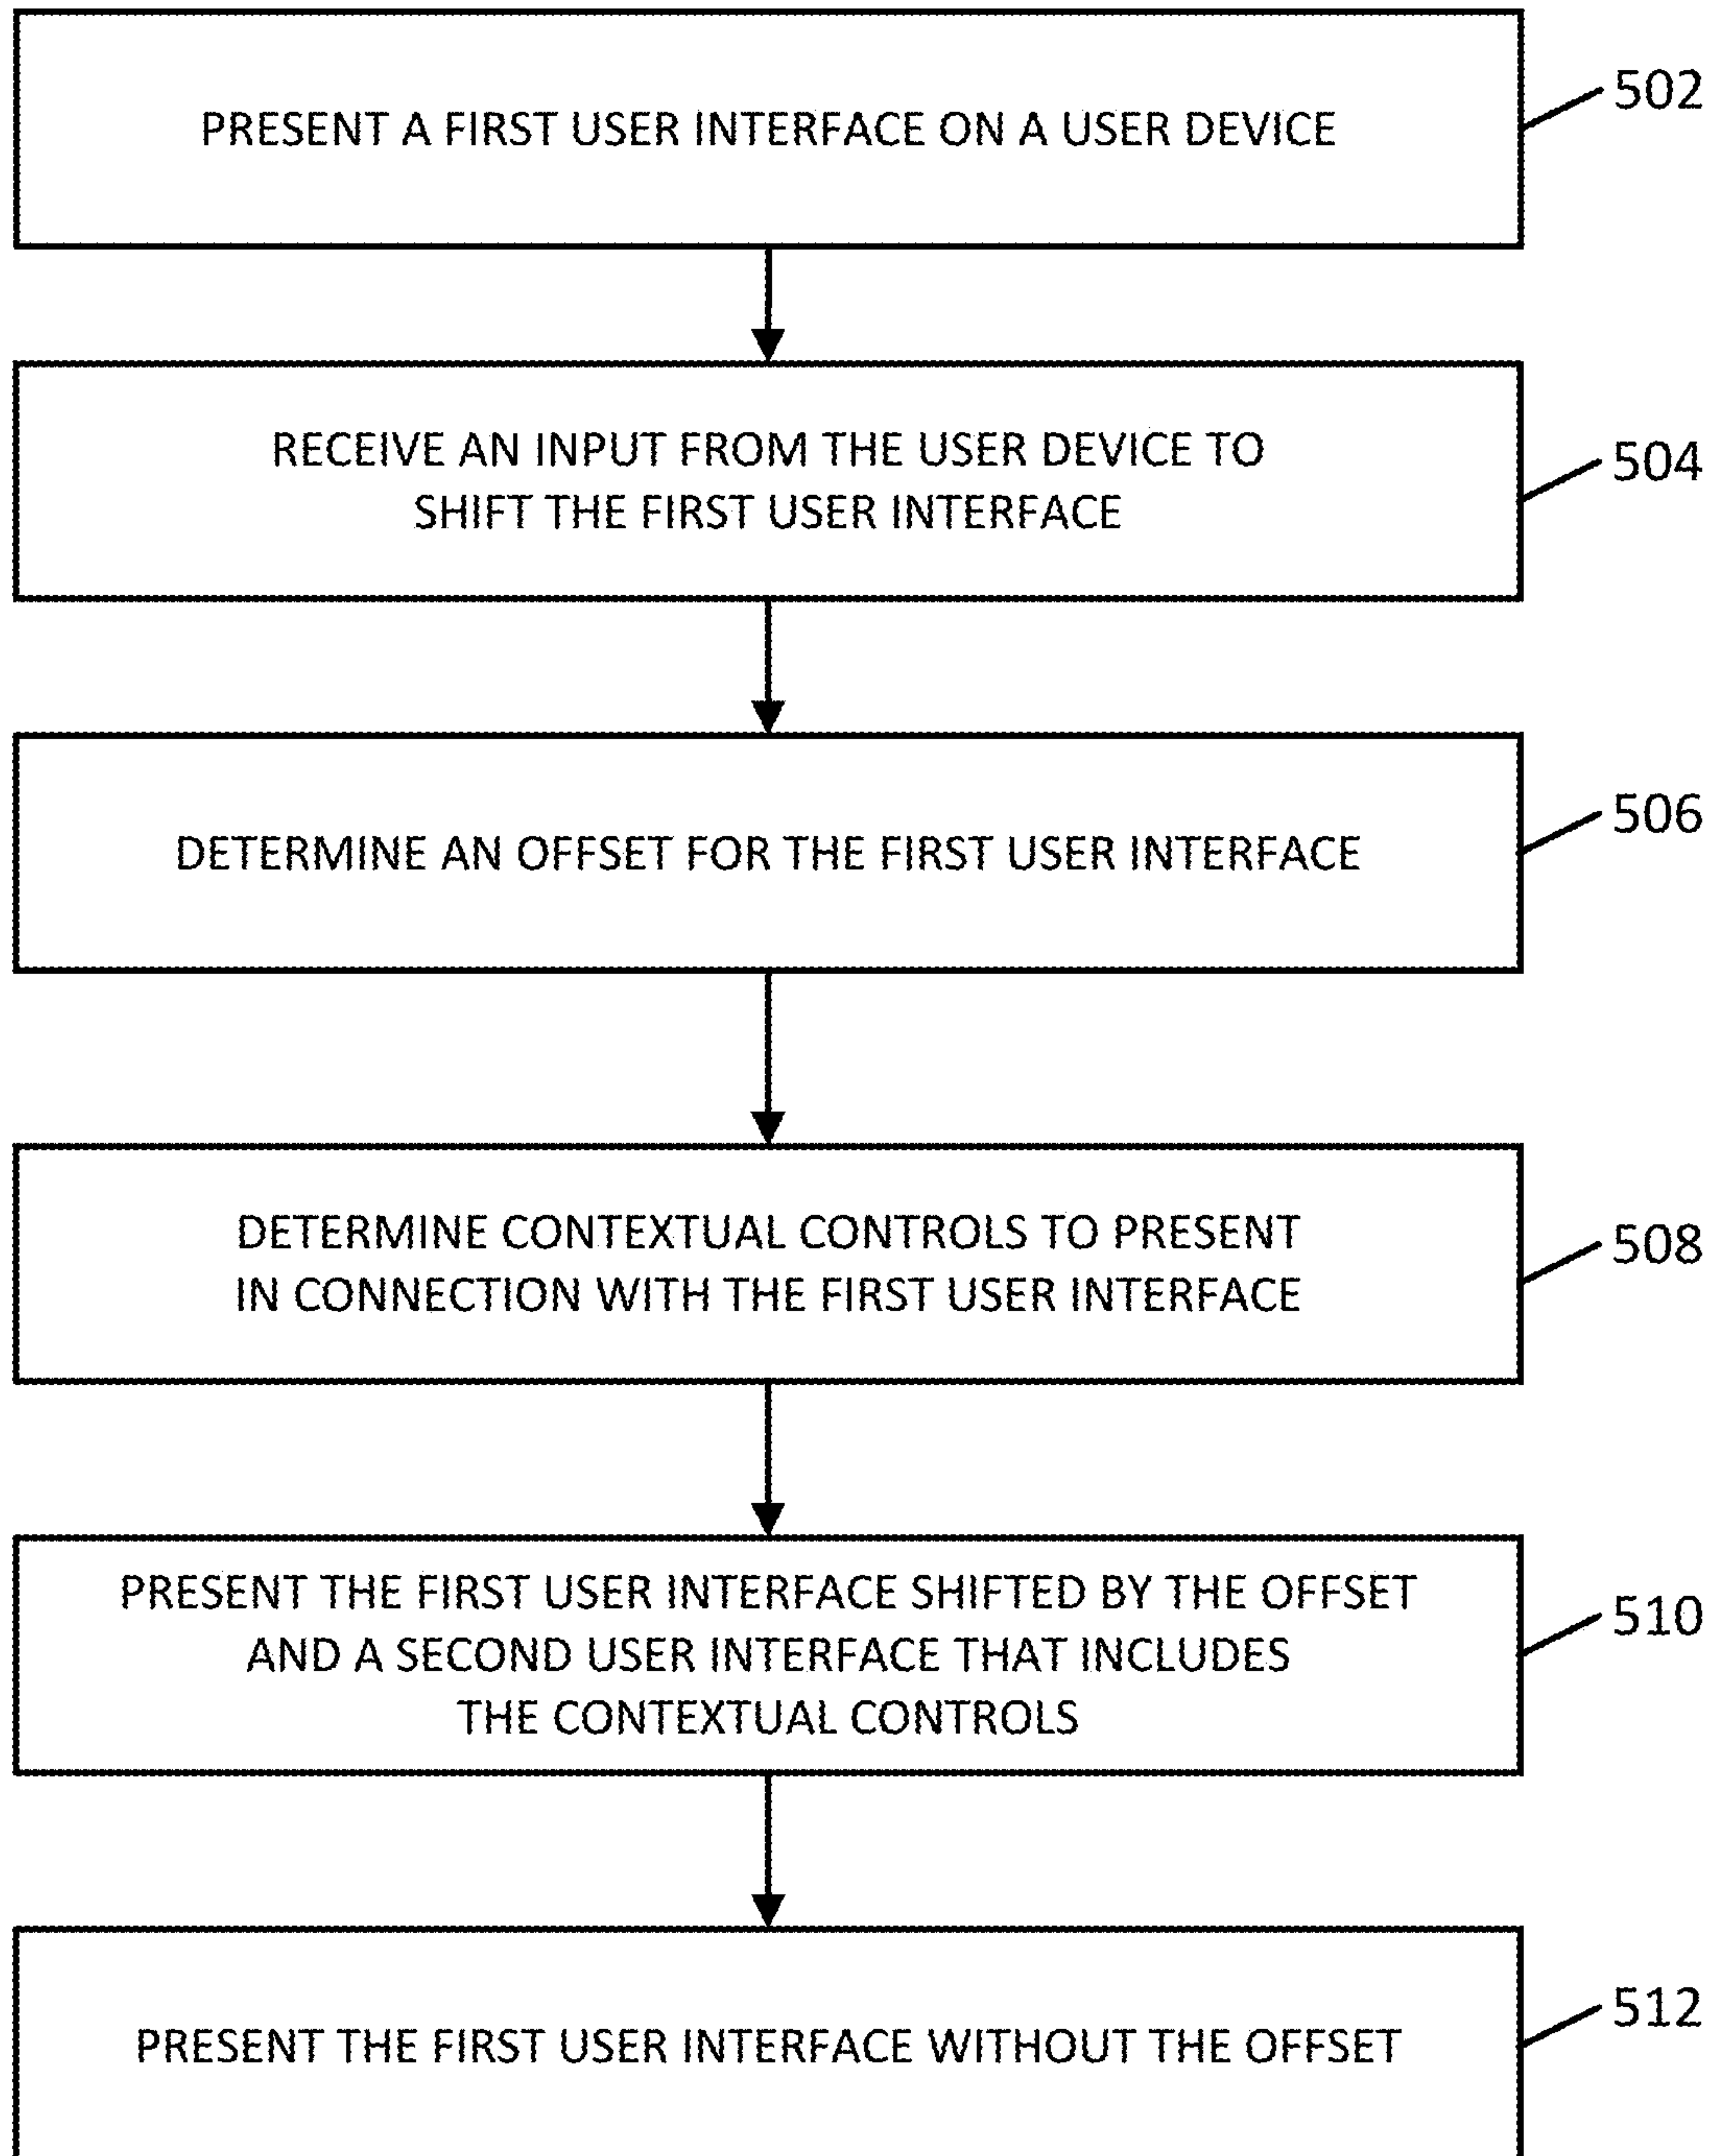 PRESENT A FIRST USER INTERFACE ON A USER DEVICE
502
RECEIVE AN INPUT FROM THE USER DEVICE TO
SHIFT THE FIRST USER INTERFACE
504
DETERMINE AN OFFSET FOR THE FIRST USER INTERFACE
506
DETERMINE CONTEXTUAL CONTROLS TO PRESENT
IN CONNECTION WITH THE FIRST USER INTERFACE
508
PRESENT THE FIRST USER INTERFACE SHIFTED BY THE OFFSET
AND A SECOND USER INTERFACE THAT INCLUDES
THE CONTEXTUAL CONTROLS
510
PRESENT THE FIRST USER INTERFACE WITHOUT THE OFFSET
512